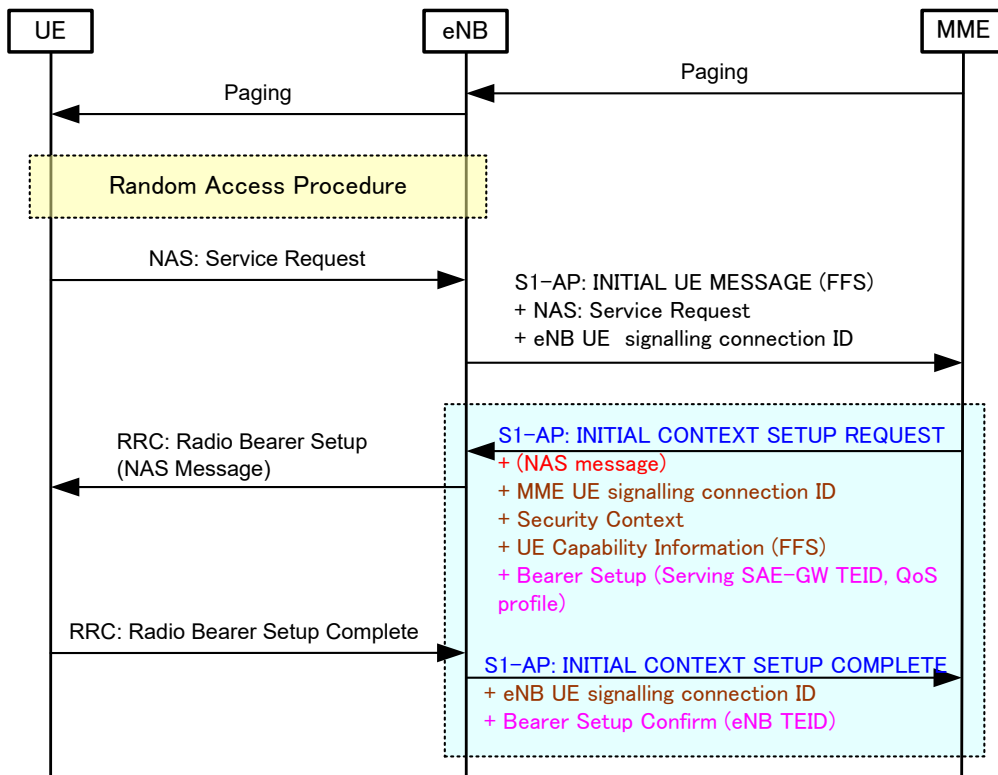 UE
eNB
MME
Paging
Paging
Random Access Procedure
NAS: Service Request
S1-AP: INITIAL UE MESSAGE (FFS)
+ NAS: Service Request
+ eNB UE signalling connection ID
S1-AP: INITIAL CONTEXT SETUP REQUEST
+ (NAS message)
+ MME UE signalling connection ID
+ Security Context
+ UE Capability Information (FFS)
+ Bearer Setup (Serving SAE-GW TEID, QoS
profile)
RRC: Radio Bearer Setup
(NAS Message)
RRC: Radio Bearer Setup Complete
S1-AP: INITIAL CONTEXT SETUP COMPLETE
+ eNB UE signalling connection ID
+ Bearer Setup Confirm (eNB TEID)